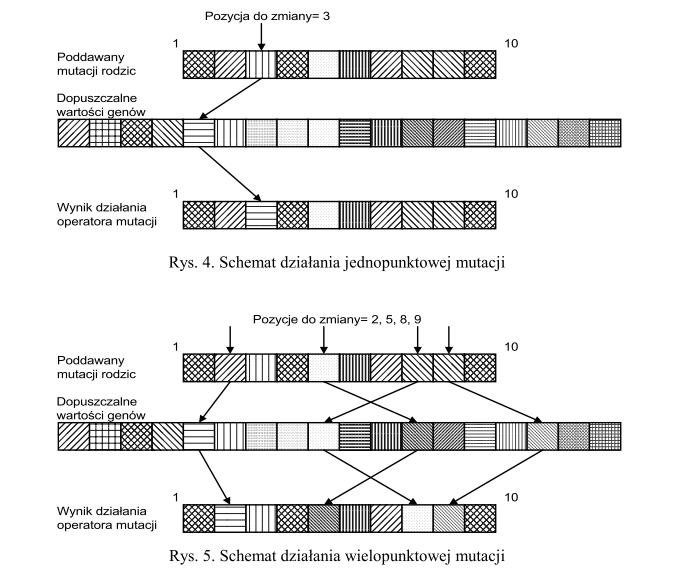 Pozycja do zmiany= 3
1 10
Poddawany
mutacji rodzic
Dopuszczalne
wartości genów
1 10
Wynik działania
operatora mutacji
Rys. 4. Schemat działania jednopunktowej mutacji
Pozycje do zmiany= 2, 5, 8, 9
1 10
Poddawany
mutacji rodzic
Dopuszczalne
wartości genów
1 10
Wynik działania
operatora mutacji
Rys. 5. Schemat działania wielopunktowej mutacji